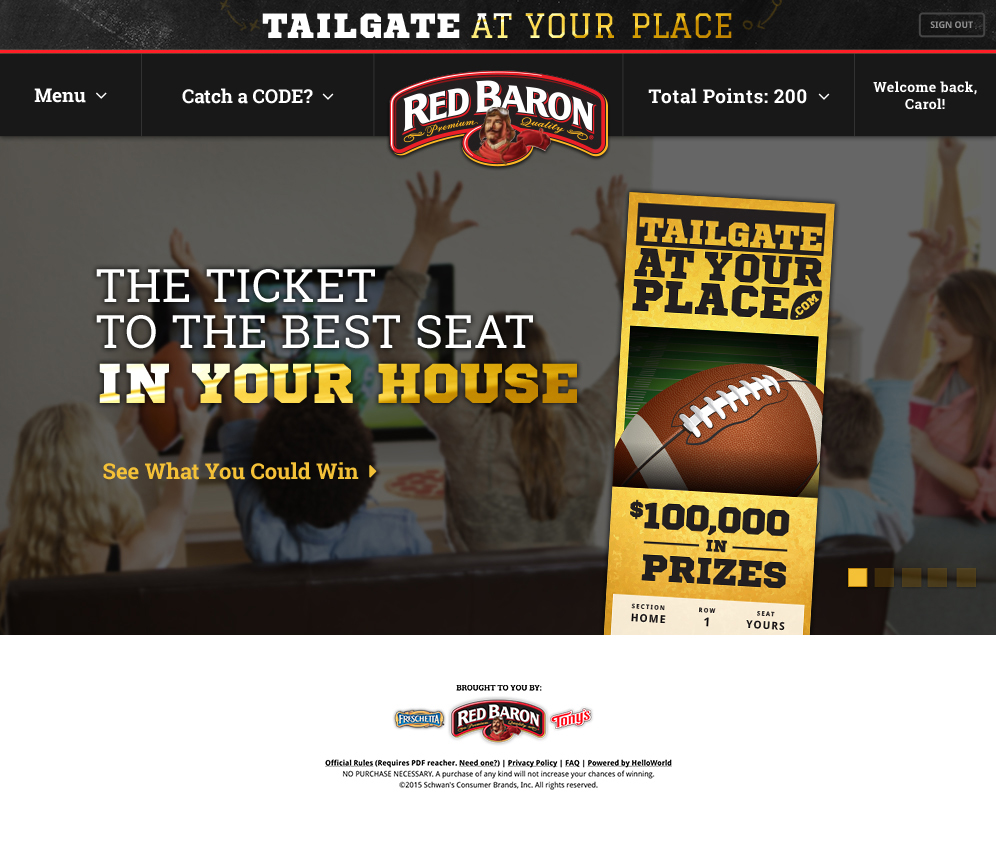 TAILGATE AT YOUR PLACE
SIGN OUT
Menu
Catch a CODE?
RED BARON
Premium Quality
Total Points: 200
Welcome back,
Carol!
THE TICKET
TO THE BEST SEAT
IN YOUR HOUSE
See What You Could Win
TAILGATE
AT YOUR
PLACE.COM
$100,000
IN
PRIZES
SECTION
HOME
ROW
1
SEAT
YOURS
BROUGHT TO YOU BY:
FRESCHETTA
RED BARON
Premium Quality
Tony's
Official Rules (Requires PDF reacher. Need one?) | Privacy Policy | FAQ | Powered by HelloWorld
NO PURCHASE NECESSARY. A purchase of any kind will not increase your chances of winning.
©2015 Schwan's Consumer Brands, Inc. All rights reserved.